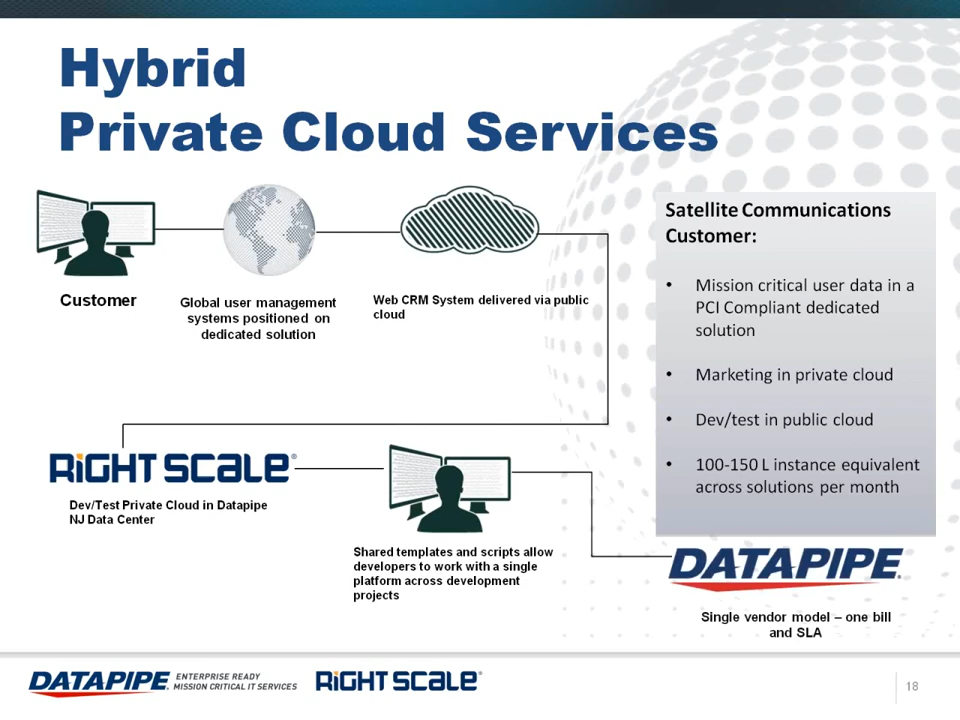 Hybrid
Private Cloud Services
Customer
Global user management
systems positioned on
dedicated solution
Web CRM System delivered via public
cloud
Satellite Communications
Customer:
• Mission critical user data in a
PCI Compliant dedicated
solution
• Marketing in private cloud
• Dev/test in public cloud
• 100-150 L instance equivalent
across solutions per month
RiGHT SCALE®
Dev/Test Private Cloud in Datapipe
NJ Data Center
Shared templates and scripts allow
developers to work with a single
platform across development
projects
DATAPIPE
Single vendor model – one bill
and SLA
DATAPIPE
ENTERPRISE READY
MISSION CRITICAL IT SERVICES
RiGHT SCALE®
18